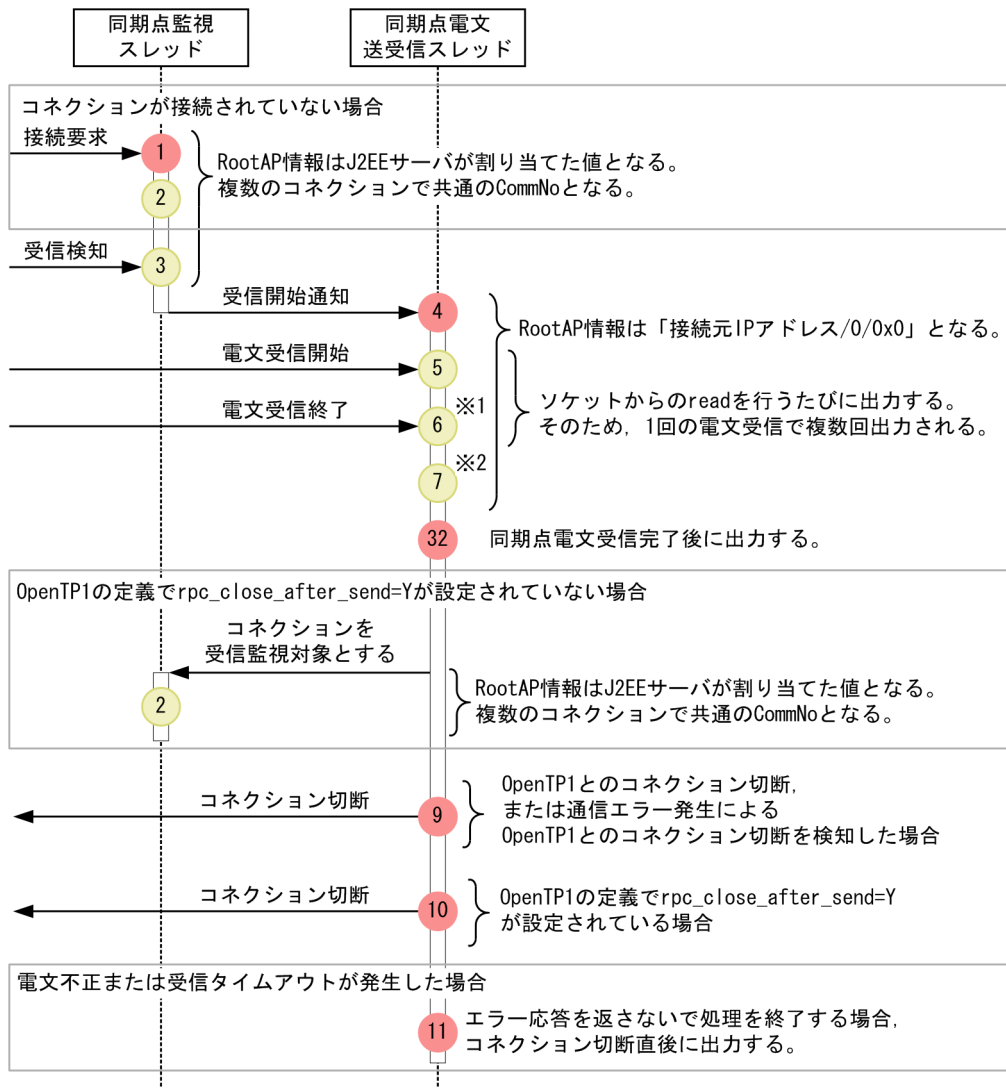 同期点監視
スレッド
同期点電文
送受信スレッド
コネクションが接続されていない場合
接続要求
1
RootAP情報はJ2EEサーバが割り当てた値となる。
複数のコネクションで共通のCommNoとなる。
2
受信検知
3
受信開始通知
4
RootAP情報は「接続元IPアドレス/0/0x0」となる。
電文受信開始
5
ソケットからのreadを行うたびに出力する。
そのため,1回の電文受信で複数回出力される。
電文受信終了
6
※1
7
※2
32
同期点電文受信完了後に出力する。
OpenTP1の定義でrpc_close_after_send=Yが設定されていない場合
コネクションを
受信監視対象とする
2
RootAP情報はJ2EEサーバが割り当てた値となる。
複数のコネクションで共通のCommNoとなる。
コネクション切断
9
OpenTP1とのコネクション切断,
または通信エラー発生による
OpenTP1とのコネクション切断を検知した場合
コネクション切断
10
OpenTP1の定義でrpc_close_after_send=Y
が設定されている場合
電文不正または受信タイムアウトが発生した場合
11
エラー応答を返さないで処理を終了する場合,
コネクション切断直後に出力する。